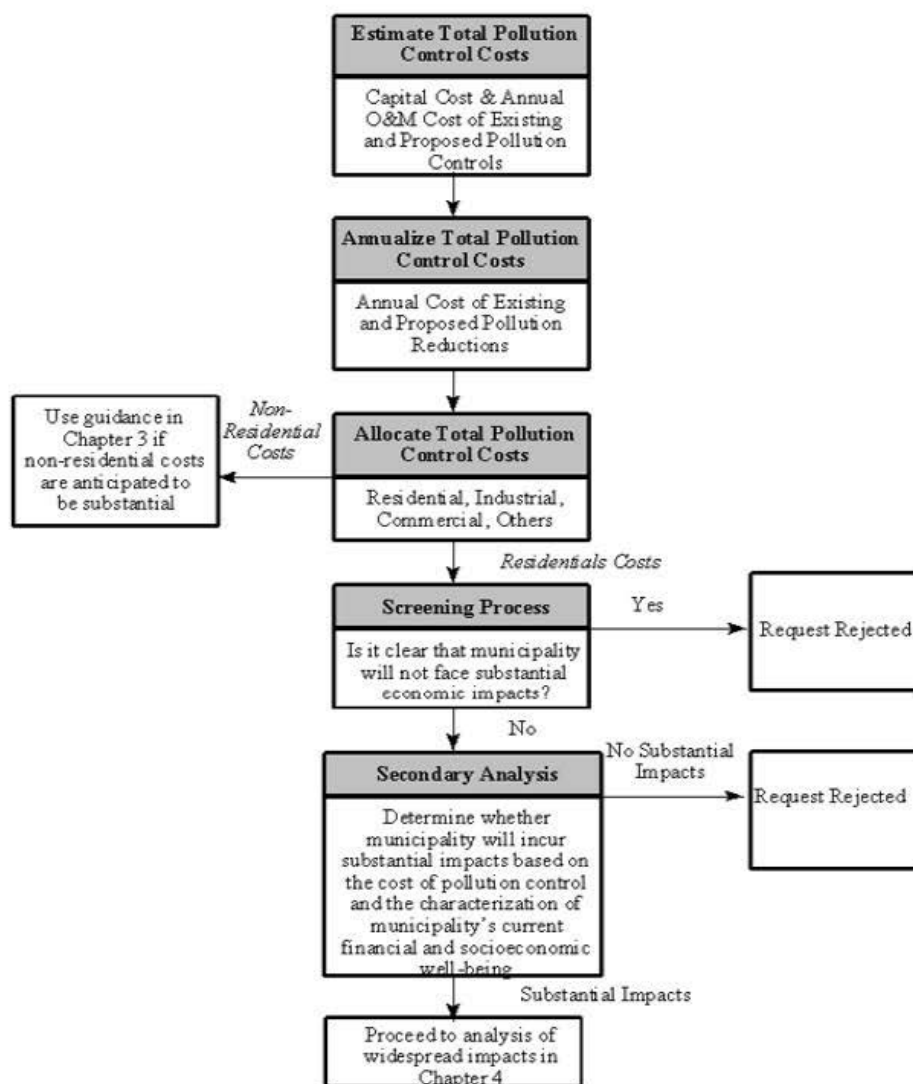 Estimate Total Pollution
Control Costs
Capital Cost & Annual
O&M Cost of Existing
and Proposed Pollution
Controls
Annualize Total Pollution
Control Costs
Annual Cost of Existing
and Proposed Pollution
Reductions
Use guidance in
Chapter 3 if
non-residential costs
are anticipated to
be substantial
Non-
Residential
Costs
Allocate Total Pollution
Control Costs
Residential, Industrial,
Commercial, Others
Residentials Costs
Screening Process
Is it clear that municipality
will not face substantial
economic impacts?
Yes
Request Rejected
No
Secondary Analysis
Determine whether
municipality will incur
substantial impacts based on
the cost of pollution control
and the characterization of
municipality's current
financial and socioeconomic
well-being
No Substantial
Impacts
Request Rejected
Substantial Impacts
Proceed to analysis of
widespread impacts in
Chapter 4